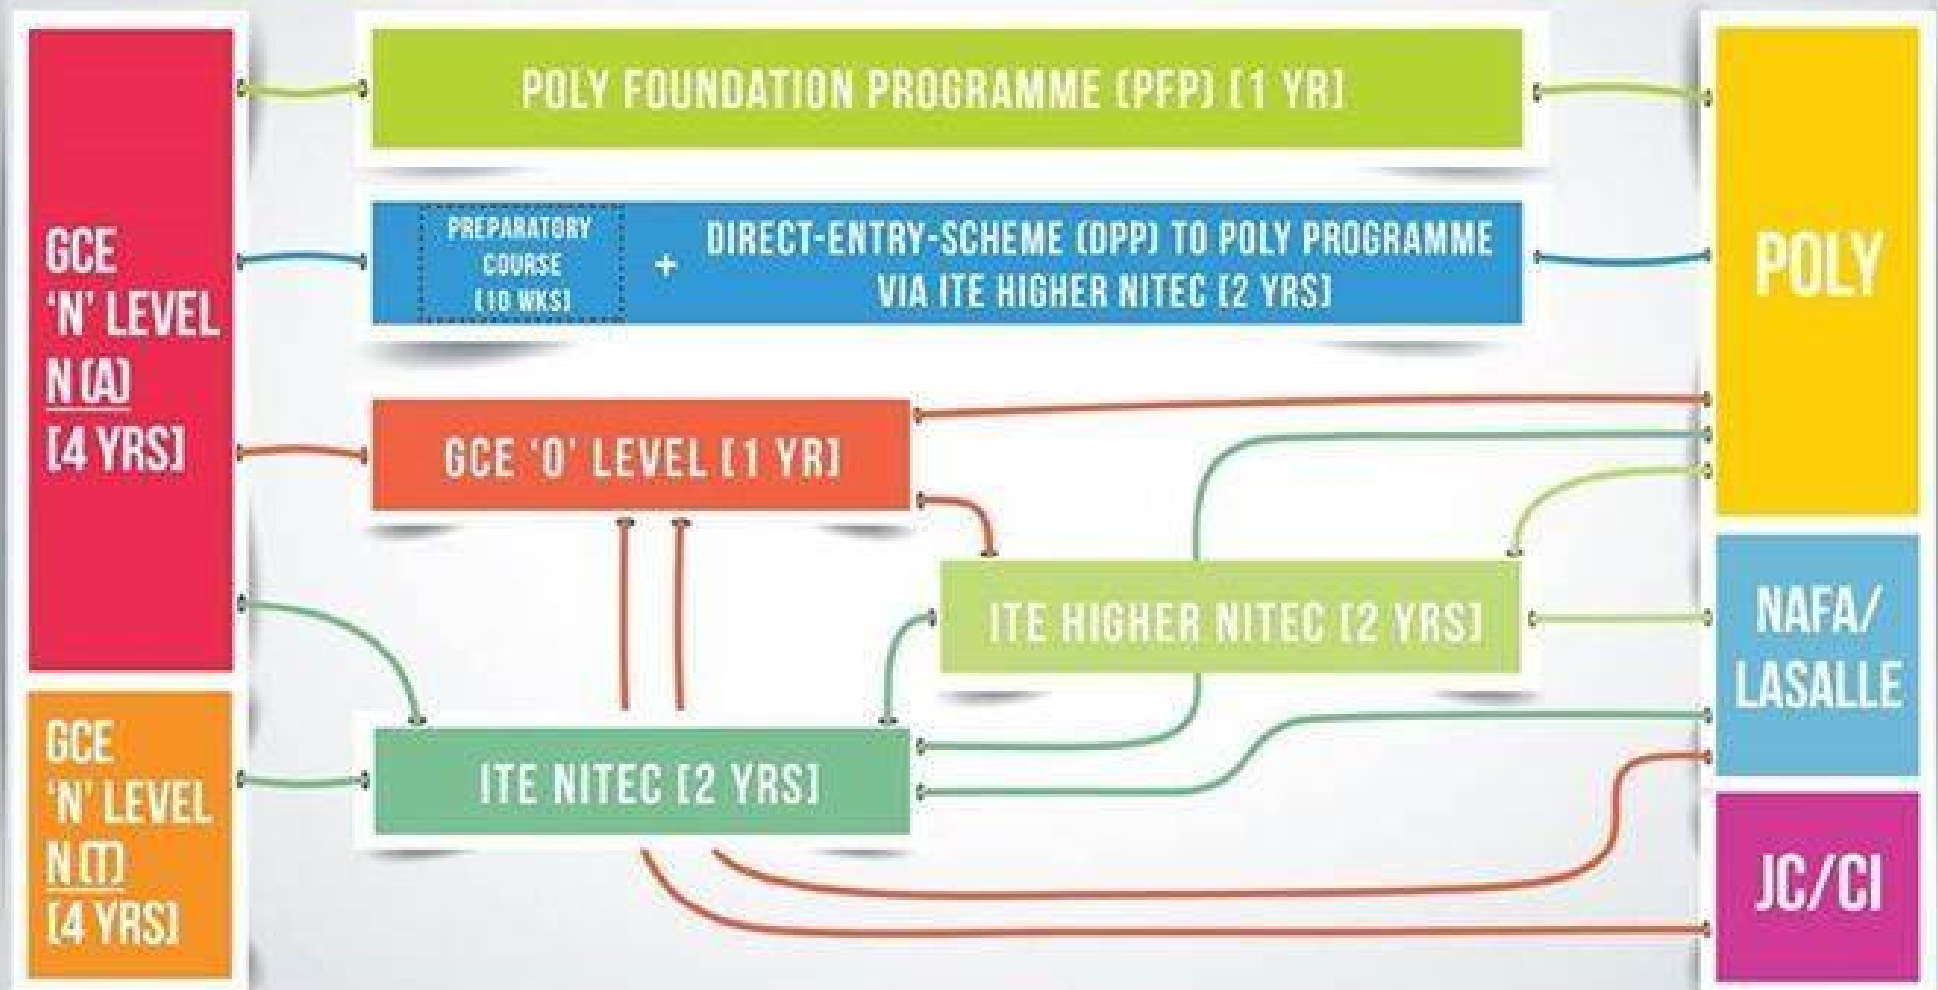 GCE
‘N’ LEVEL
N (A)
[4 YRS]
GCE
‘N’ LEVEL
N (T)
[4 YRS]
POLY FOUNDATION PROGRAMME (PFP) [1 YR]
PREPARATORY
COURSE
[10 WKS]
+
DIRECT-ENTRY-SCHEME (DPP) TO POLY PROGRAMME
VIA ITE HIGHER NITEC [2 YRS]
GCE ‘O’ LEVEL [1 YR]
ITE HIGHER NITEC [2 YRS]
ITE NITEC [2 YRS]
POLY
NAFA/
LASALLE
JC/CI